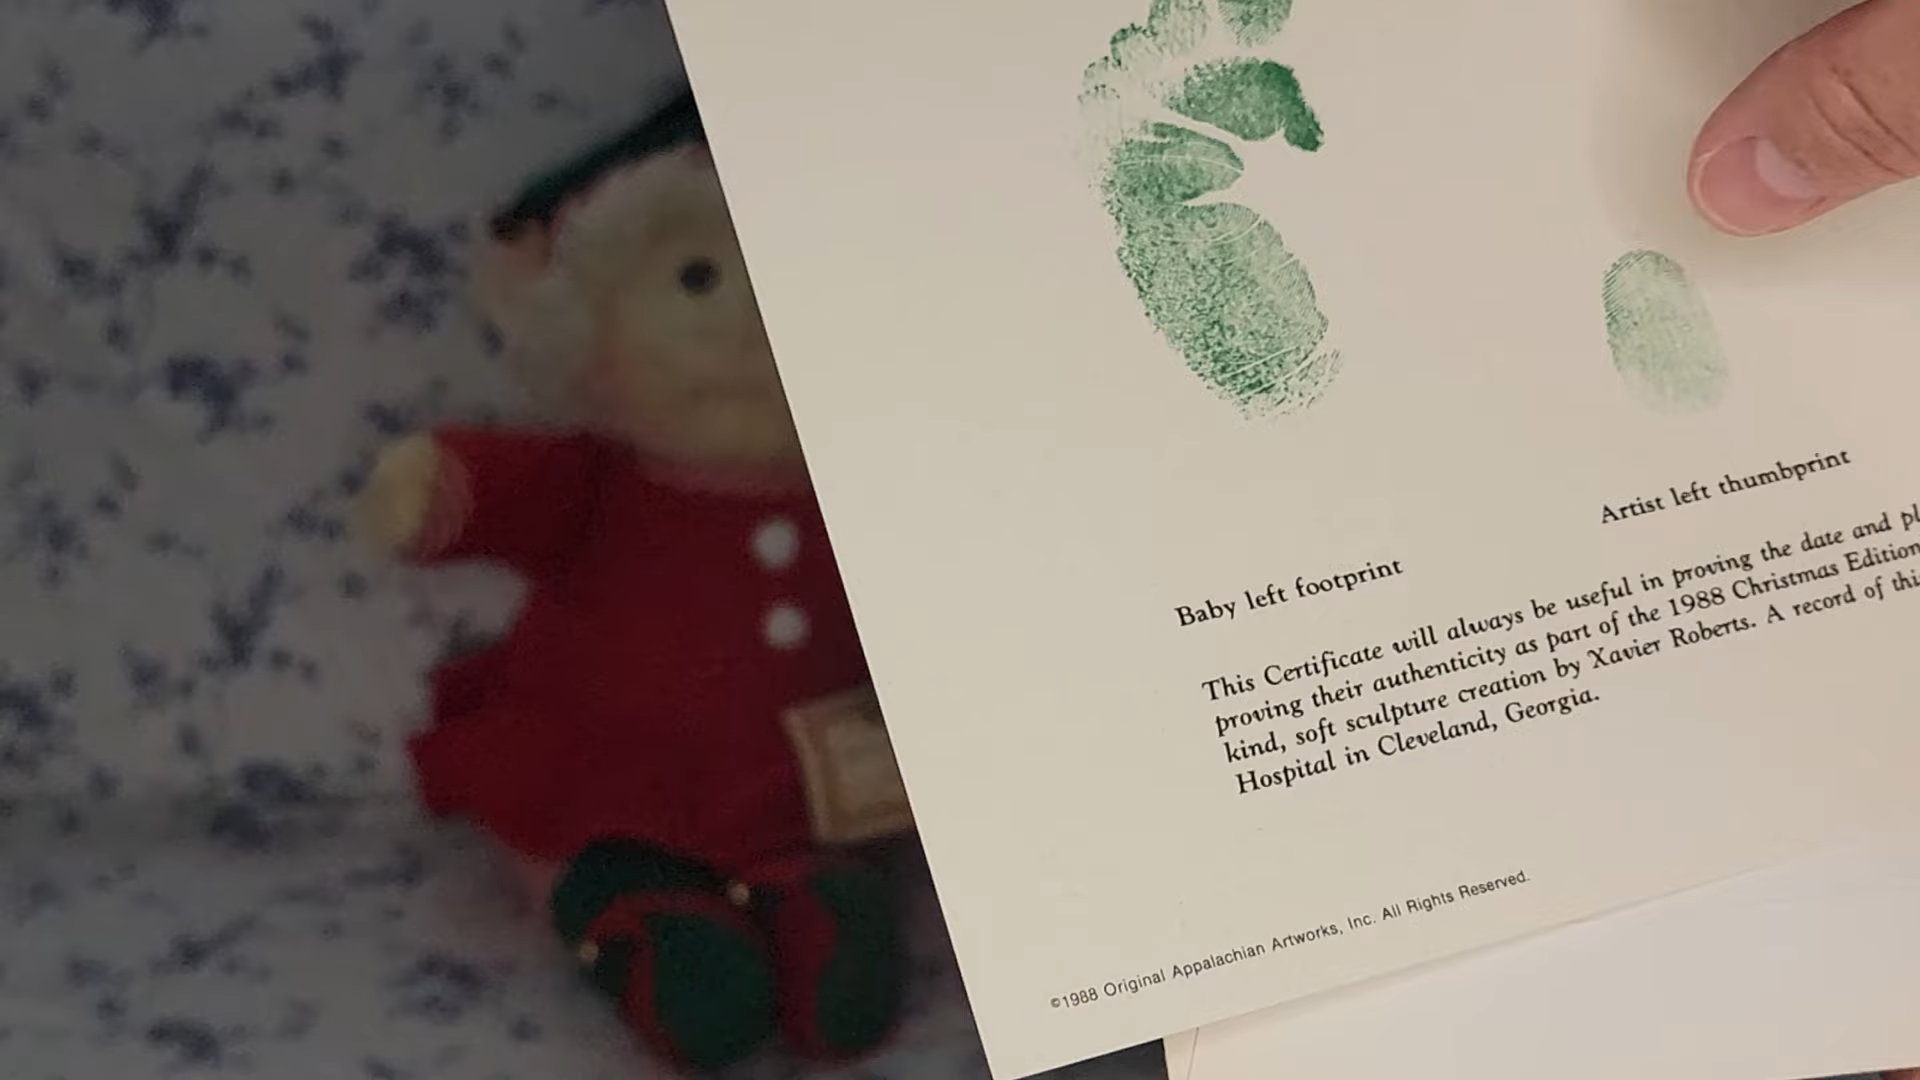 Artist left thumbprint
Baby left footprint
This Certificate will always be useful in proving the date and
proving their authenticity as part of the 1988 Christmas Edition
kind, soft sculpture creation by Xavier Roberts. A record of
Hospital in Cleveland, Georgia.
©1988 Original Appalachian Artworks, Inc. All Rights Reserved.